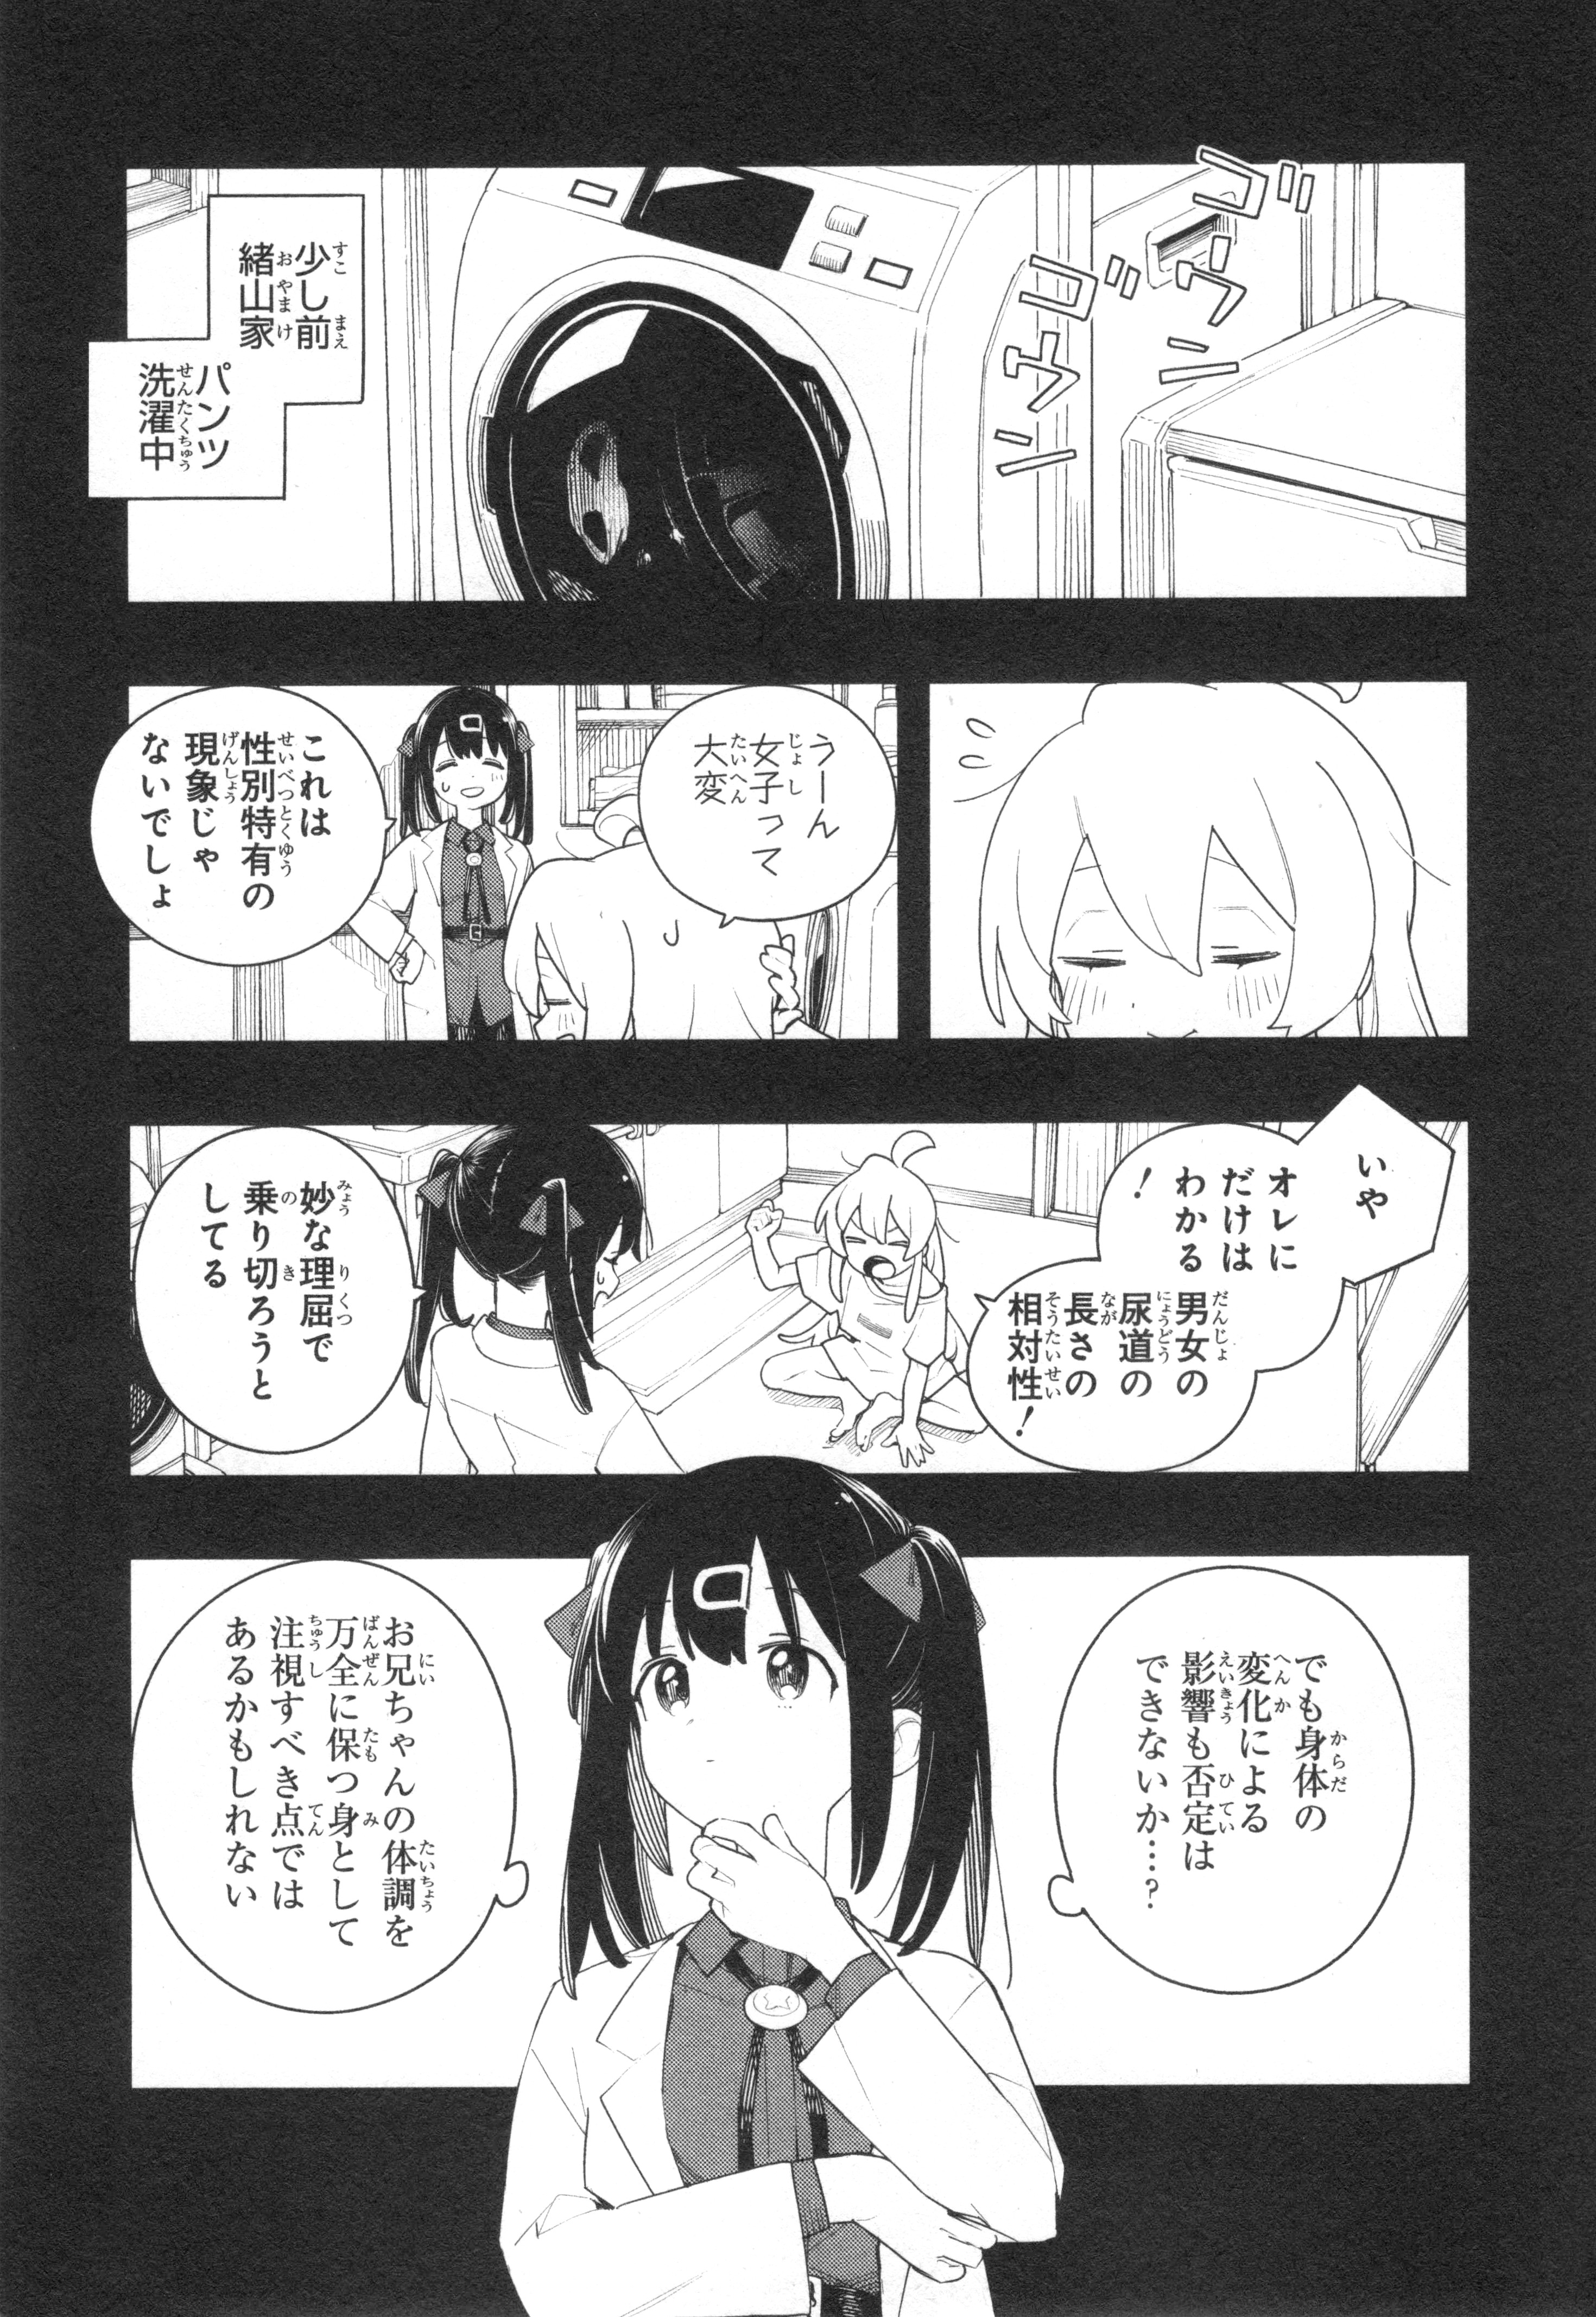 ゴウン
ゴウン
少し前
緒山家
パンツ
洗濯中
うーん
女子って
大変
これは
性別特有の
現象じゃ
ないでしょ
いや
オレに
だけは
わかる
！
男女の
尿道の
長さの
相対性！
妙な理屈で
乗り切ろうと
してる
でも身体の
変化による
影響も否定は
できないか…?
お兄ちゃんの体調を
万全に保つ身として
注視すべき点では
あるかもしれない